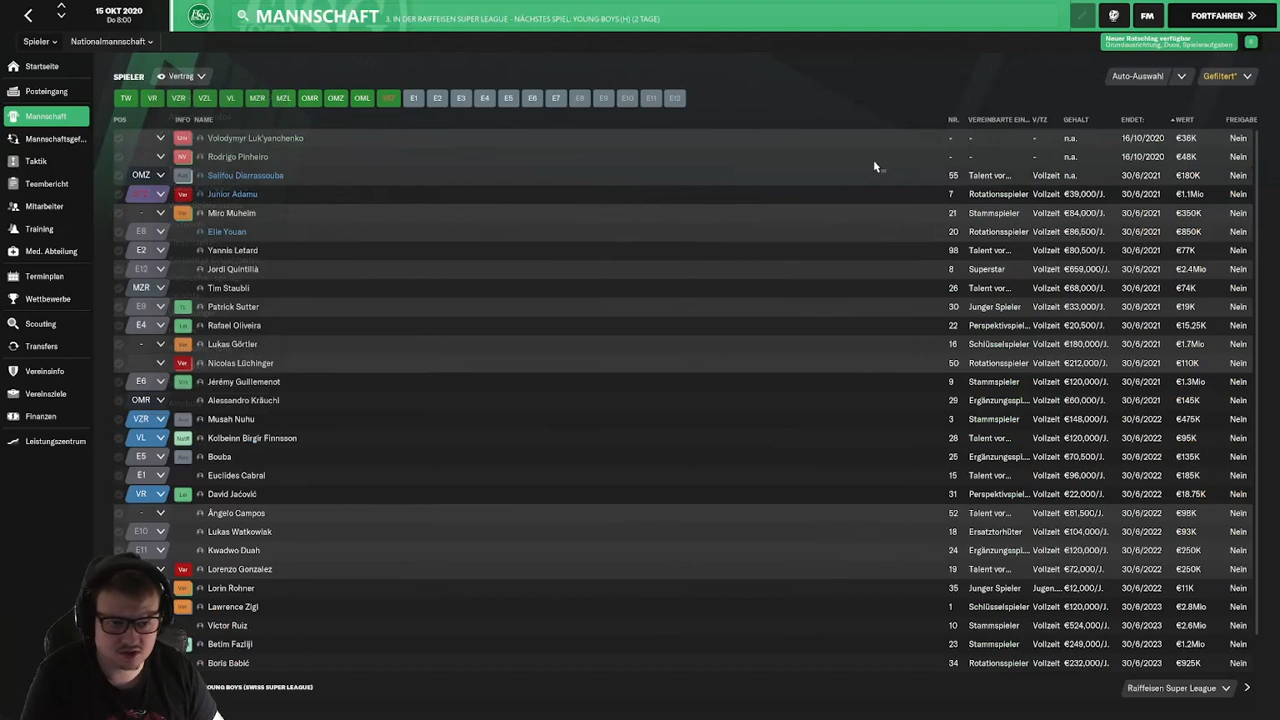 15 OKT 2020
Do 8:00
MANNSCHAFT
3. IN DER RAIFFEISEN SUPER LEAGUE - NÄCHSTES SPIEL: YOUNG BOYS (H) (2 TAGE)
FM
FORTFAHREN
Spieler
Nationalmannschaft
Neuer Ratschlag verfügbar
Grundausrichtung, Duos, Spieleraufgaben
Startseite
Posteingang
Mannschaft
Mannschaftsgef...
Taktik
Teambericht
Mitarbeiter
Training
Med. Abteilung
Terminplan
Wettbewerbe
Scouting
Transfers
Vereinsinfo
Vereinsziele
Finanzen
Leistungszentrum
SPIELER
Vertrag
Auto-Auswahl
Gefiltert*
TW VR VZR VZL VL MZR MZL OMR OMZ OML E1 E2 E3 E4 E5 E6 E7 E8 E9 E10 E11 E12
POS INFO NAME NR. VEREINBARTE EIN... V/TZ GEHALT ENDET: WERT FREIGABE
Unv Volodymyr Luk'yanchenko - - - n.a. 16/10/2020 €36K Nein
NV Rodrigo Pinheiro - - - n.a. 16/10/2020 €48K Nein
OMZ Salifou Diarrassouba 55 Talent vor... Vollzeit n.a. 30/6/2021 €180K Nein
Ver Junior Adamu 7 Rotationsspieler Vollzeit €39,000/J. 30/6/2021 €1.1Mio Nein
- Ver Miro Muheim 21 Stammspieler Vollzeit €84,000/J. 30/6/2021 €350K Nein
E8 Elie Youan 20 Rotationsspieler Vollzeit €86,500/J. 30/6/2021 €850K Nein
E2 Yannis Letard 98 Talent vor... Vollzeit €80,500/J. 30/6/2021 €77K Nein
E12 Jordi Quintillà 8 Superstar Vollzeit €659,000/J. 30/6/2021 €2.4Mio Nein
MZR Tim Staubli 26 Talent vor... Vollzeit €68,000/J. 30/6/2021 €74K Nein
E9 TL Patrick Sutter 30 Junger Spieler Vollzeit €33,000/J. 30/6/2021 €19K Nein
E4 Lei Rafael Oliveira 22 Perspektivspiel... Vollzeit €20,500/J. 30/6/2021 €15.25K Nein
- Ver Lukas Görtler 16 Schlüsselspieler Vollzeit €180,000/J. 30/6/2021 €1.7Mio Nein
Ver Nicolas Lüchinger 50 Rotationsspieler Vollzeit €212,000/J. 30/6/2021 €110K Nein
E6 Jérémy Guillemenot 9 Stammspieler Vollzeit €120,000/J. 30/6/2021 €1.3Mio Nein
OMR Alessandro Kräuchi 29 Ergänzungsspi... Vollzeit €60,000/J. 30/6/2021 €145K Nein
VZR Musah Nuhu 3 Stammspieler Vollzeit €148,000/J. 30/6/2022 €475K Nein
VL Kolbeinn Birgir Finnsson 28 Talent vor... Vollzeit €120,000/J. 30/6/2022 €95K Nein
E5 Bouba 25 Ergänzungsspi... Vollzeit €70,500/J. 30/6/2022 €135K Nein
E1 Euclides Cabral 15 Talent vor... Vollzeit €96,000/J. 30/6/2022 €185K Nein
VR Lei David Jaćović 31 Perspektivspiel... Vollzeit €22,000/J. 30/6/2022 €18.75K Nein
- Ângelo Campos 52 Talent vor... Vollzeit €61,500/J. 30/6/2022 €98K Nein
E10 Lukas Watkowiak 18 Ersatztorhüter Vollzeit €104,000/J. 30/6/2022 €93K Nein
E11 Kwadwo Duah 24 Ergänzungsspi... Vollzeit €120,000/J. 30/6/2022 €250K Nein
Ver Lorenzo Gonzalez 19 Talent vor... Vollzeit €72,000/J. 30/6/2022 €250K Nein
Ver Lorin Rohner 35 Junger Spieler Jugen.... €12,000/J. 30/6/2023 €11K Nein
Ver Lawrence Zigi 1 Schlüsselspieler Vollzeit €120,000/J. 30/6/2023 €2.8Mio Nein
Víctor Ruiz 10 Stammspieler Vollzeit €524,000/J. 30/6/2023 €2.6Mio Nein
Betim Fazliji 23 Stammspieler Vollzeit €249,000/J. 30/6/2023 €1.2Mio Nein
Boris Babić 34 Rotationsspieler Vollzeit €232,000/J. 30/6/2023 €925K Nein
YOUNG BOYS (SWISS SUPER LEAGUE)
Raiffeisen Super League